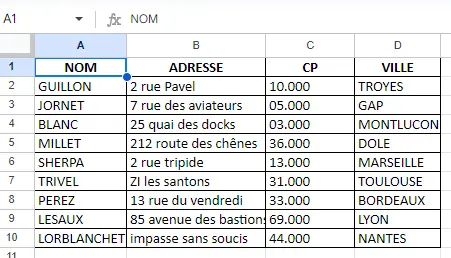 A1 fx NOM
A B C D
1 NOM ADRESSE CP VILLE
2 GUILLON 2 rue Pavel 10.000 TROYES
3 JORNET 7 rue des aviateurs 05.000 GAP
4 BLANC 25 quai des docks 03.000 MONTLUCON
5 MILLET 212 route des chênes 36.000 DOLE
6 SHERPA 2 rue tripide 13.000 MARSEILLE
7 TRIVEL ZI les santons 31.000 TOULOUSE
8 PEREZ 13 rue du vendredi 33.000 BORDEAUX
9 LESAUX 85 avenue des bastions 69.000 LYON
10 LORBLANCHET impasse sans soucis 44.000 NANTES
11